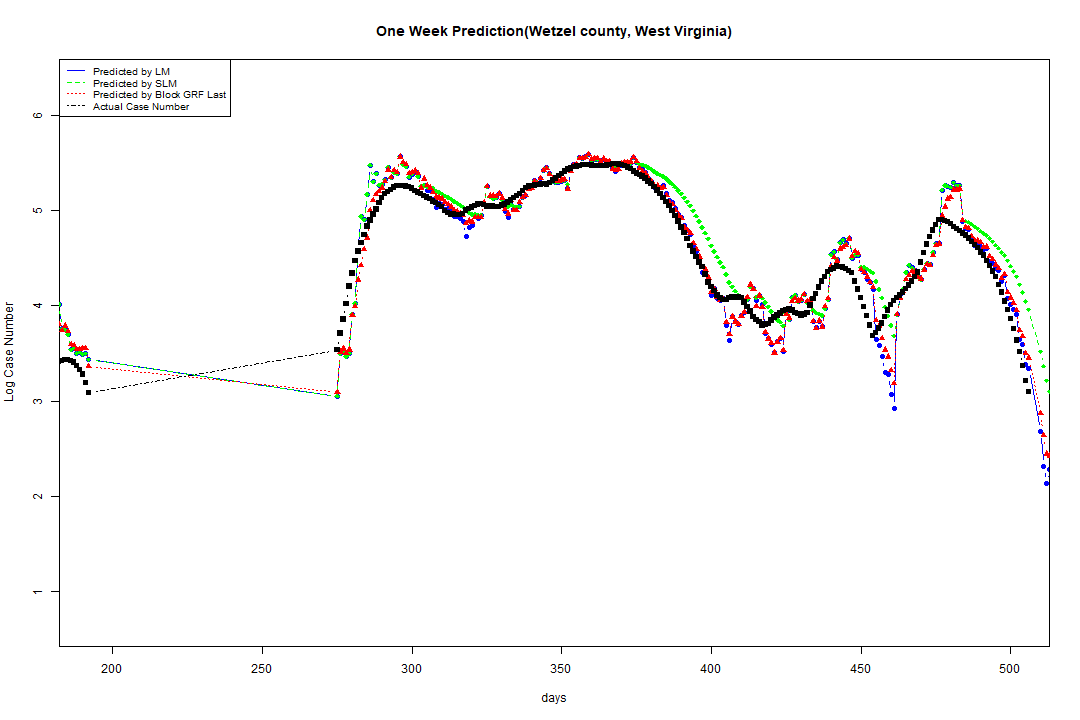 One Week Prediction(Wetzel county, West Virginia)
Predicted by LM
Predicted by SLM
Predicted by Block GRF Last
Actual Case Number
6
5
4
3
2
1
Log Case Number
200 250 300 350 400 450 500
days